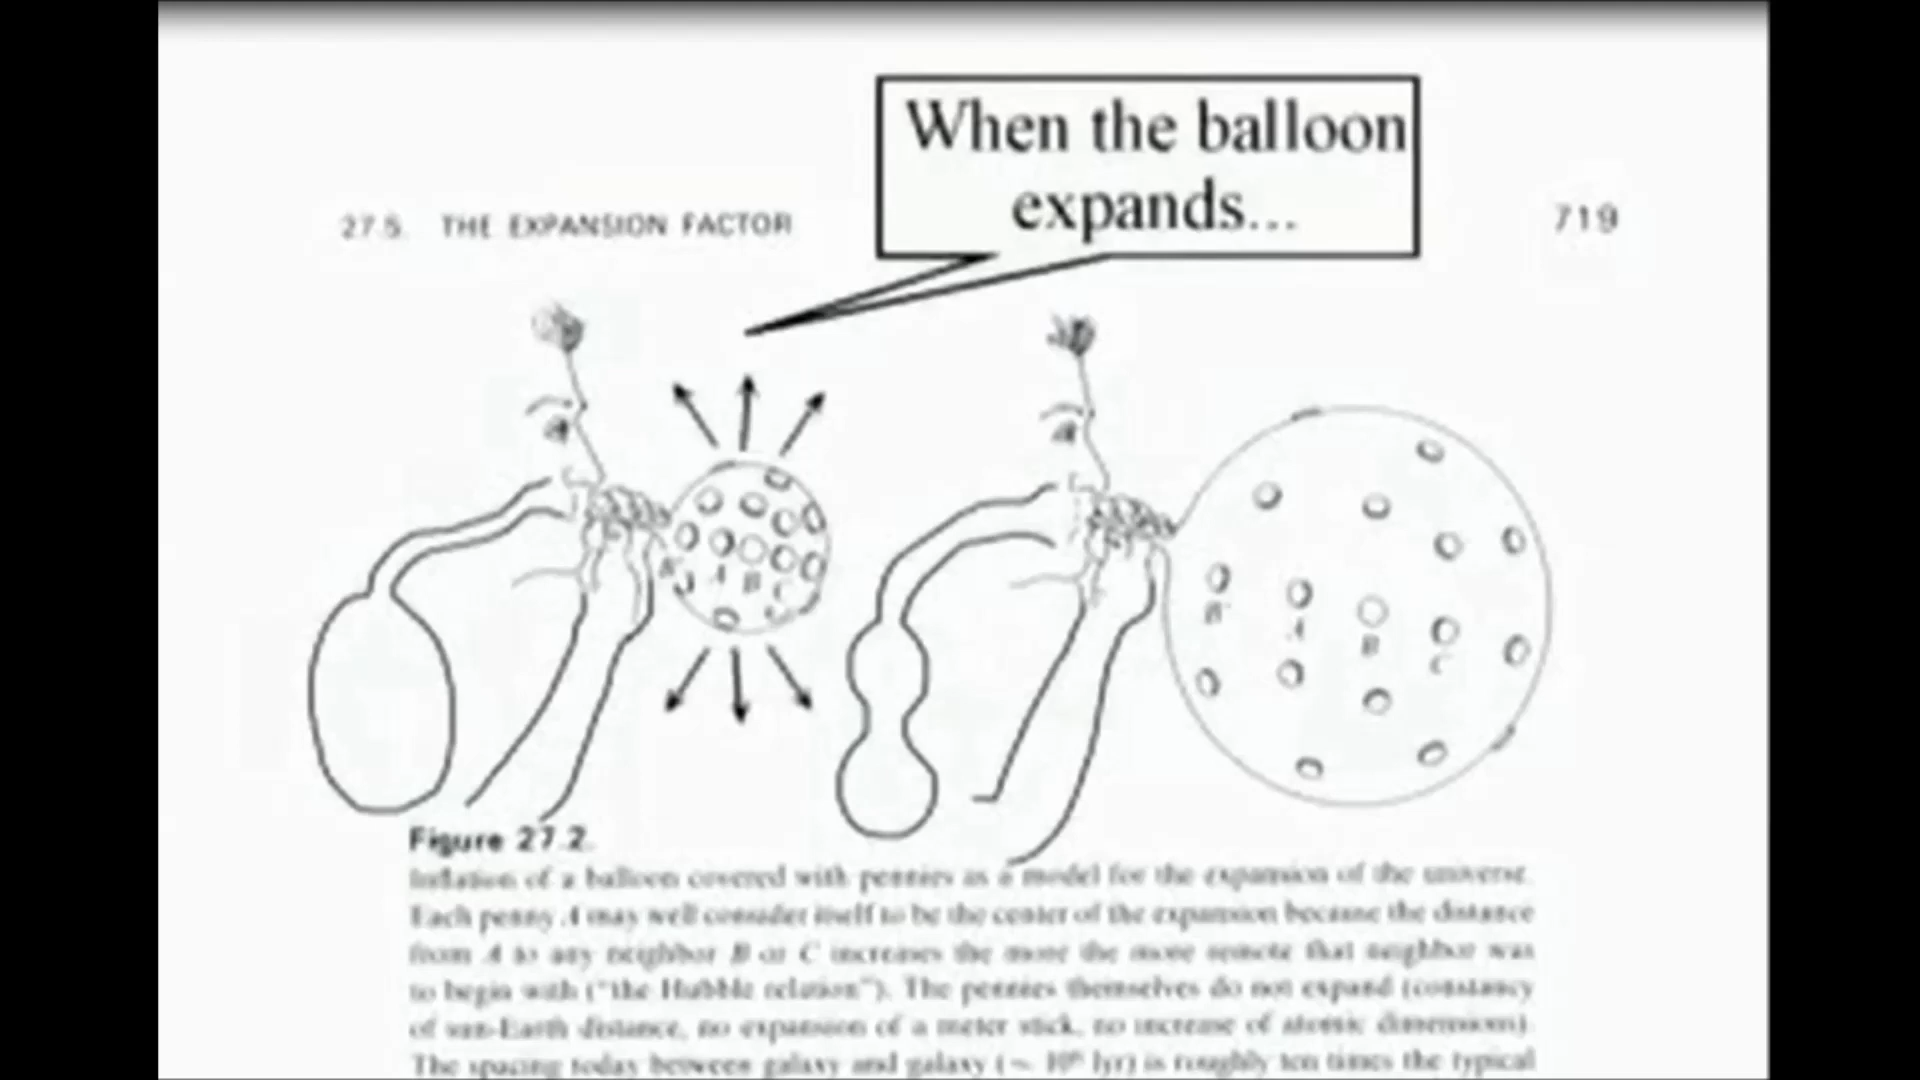 When the balloon
expands...
27.5. THE EXPANSION FACTOR
719
B'
A
B
C
B'
A
B
C
Figure 27.2.
Inflation of a balloon covered with pennies as a model for the expansion of the universe.
Each penny A may well consider itself to be the center of the expansion because the distance
from A to any neighbor B or C increases the more the more remote that neighbor was
to begin with ("the Hubble relation"). The pennies themselves do not expand (constancy
of sun-Earth distance, no expansion of a meter stick, no increase of atomic dimensions).
The spacing today between galaxy and galaxy (~ 10⁶ lyr) is roughly ten times the typical